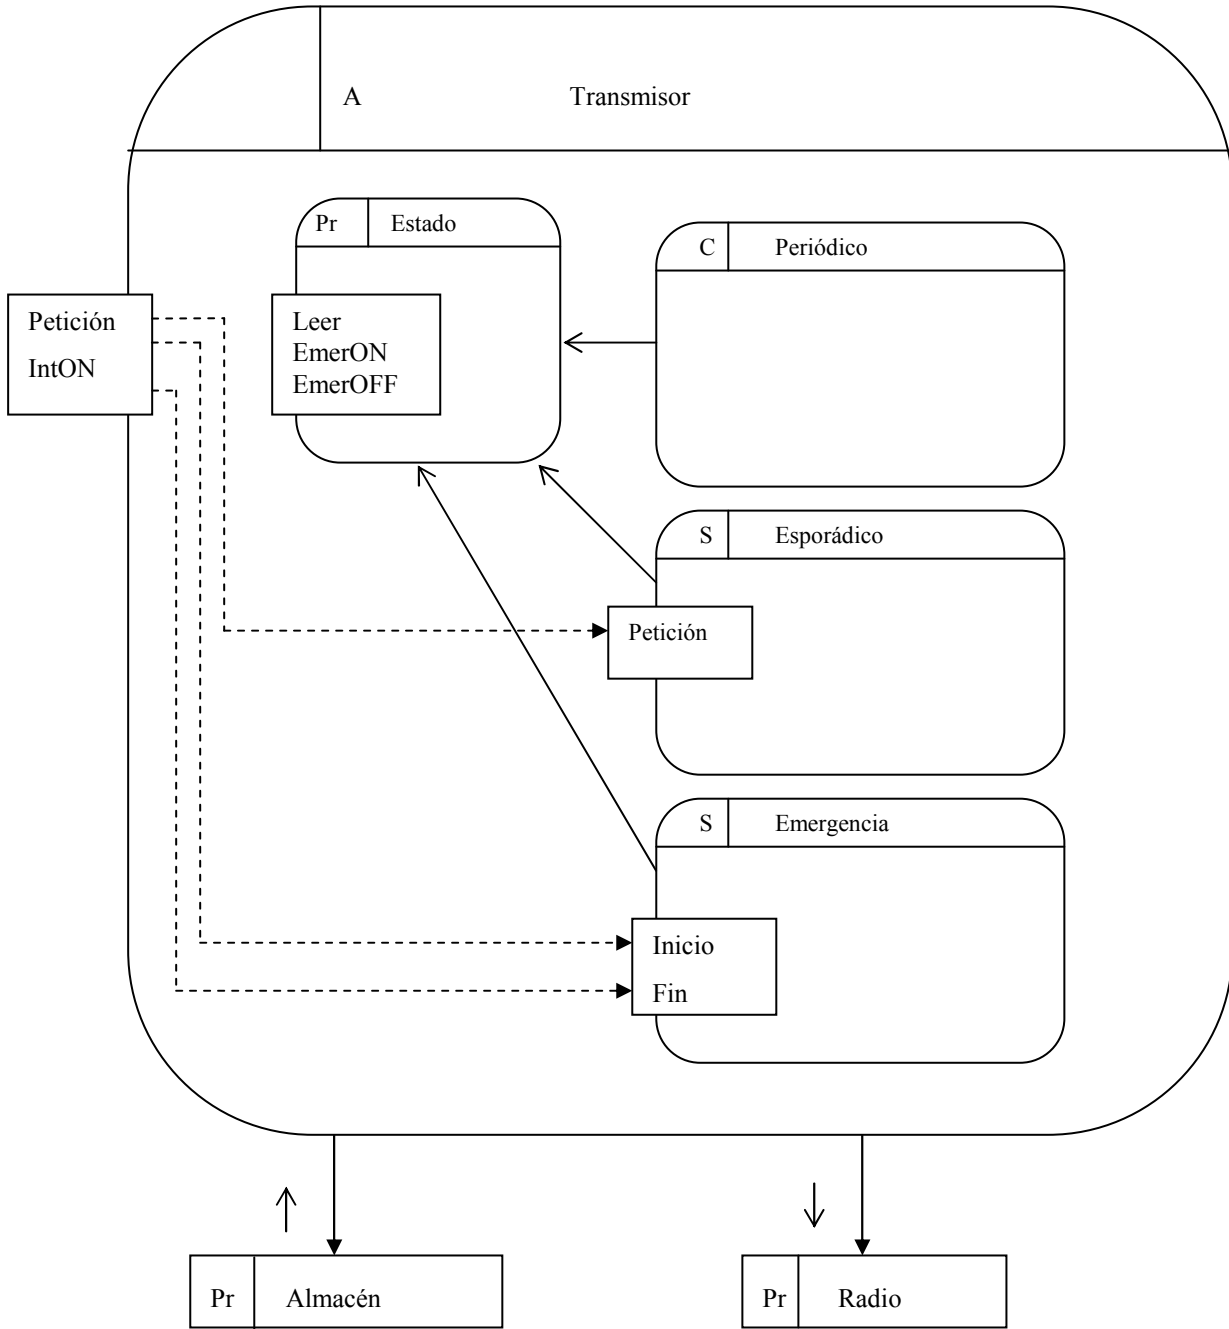 A Transmisor
Pr Estado
C Periódico
Petición
IntON
Leer
EmerON
EmerOFF
S Esporádico
Petición
S Emergencia
Inicio
Fin
Pr Almacén
Pr Radio